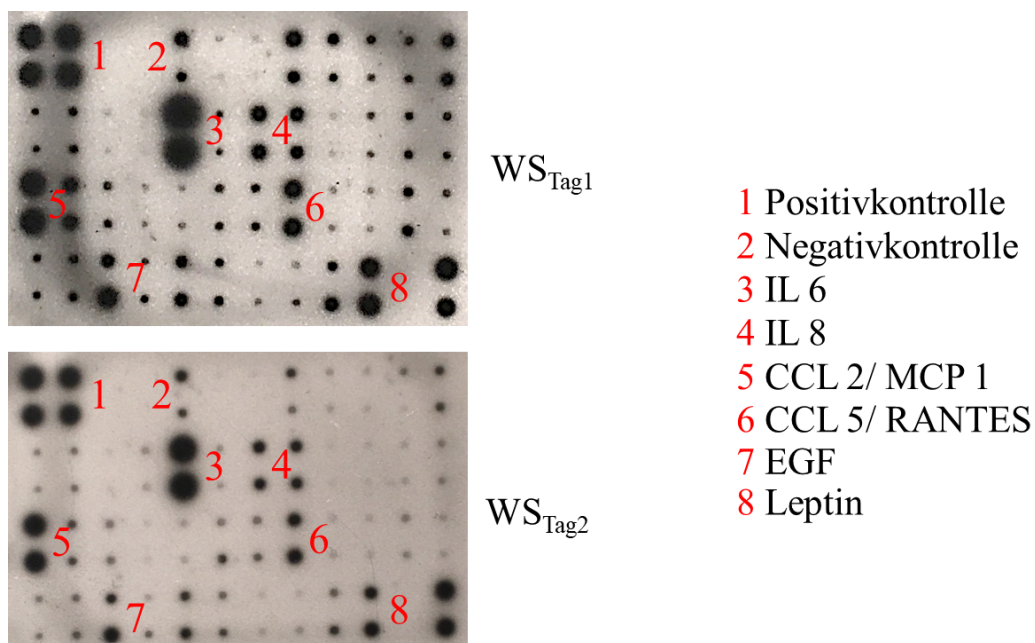 1
2
3
4
5
6
7
8
WSTag1
1
2
3
4
5
6
7
8
WSTag2
1 Positivkontrolle
2 Negativkontrolle
3 IL 6
4 IL 8
5 CCL 2/ MCP 1
6 CCL 5/ RANTES
7 EGF
8 Leptin